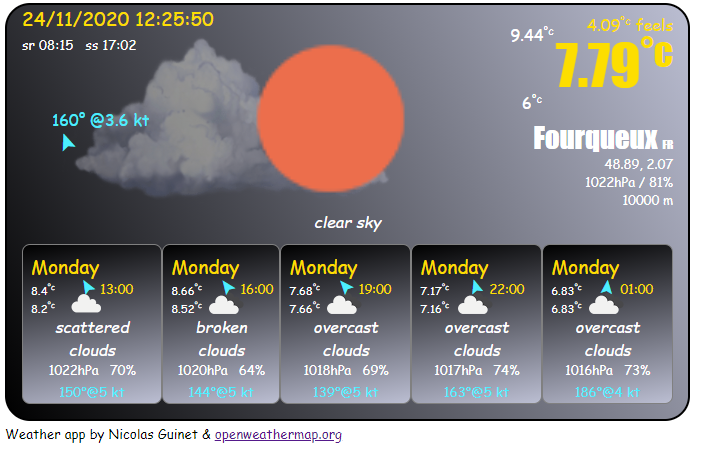 24/11/2020 12:25:50
sr 08:15 ss 17:02
160° @3.6 kt
9.44°c
4.09°c feels
7.79°c
6°c
Fourqueux FR
48.89, 2.07
1022hPa / 81%
10000 m
clear sky
Monday
8.4°c
13:00
8.2°c
scattered
clouds
1022hPa 70%
150°@5 kt
Monday
8.66°c
16:00
8.52°c
broken
clouds
1020hPa 64%
144°@5 kt
Monday
7.68°c
19:00
7.66°c
overcast
clouds
1018hPa 69%
139°@5 kt
Monday
7.17°c
22:00
7.16°c
overcast
clouds
1017hPa 74%
163°@5 kt
Monday
6.83°c
01:00
6.83°c
overcast
clouds
1016hPa 73%
186°@4 kt
Weather app by Nicolas Guinet & openweathermap.org